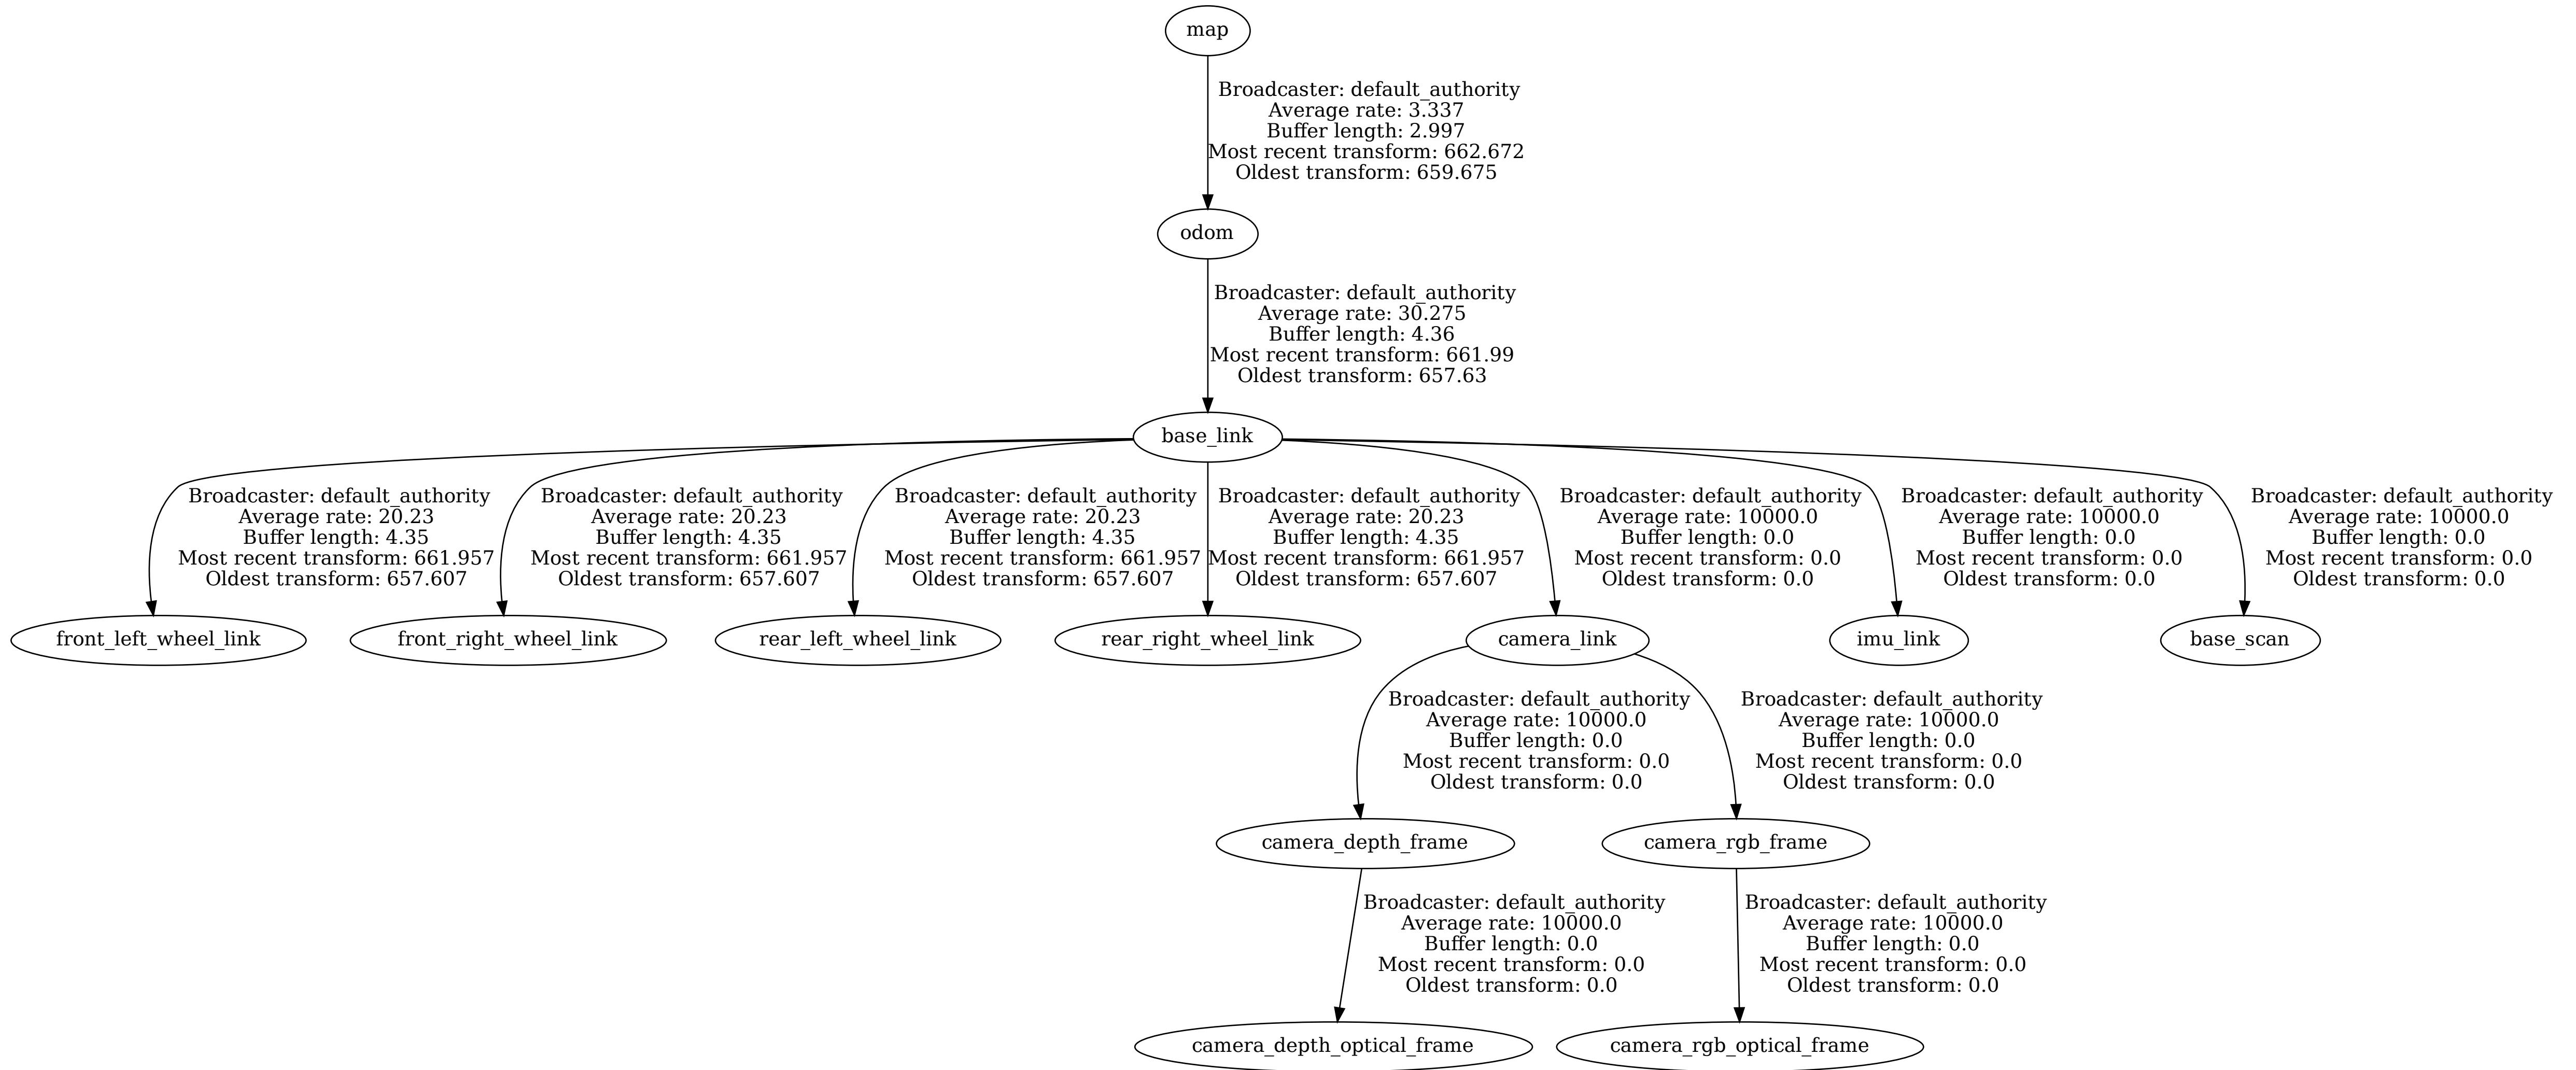 map
Broadcaster: default_authority
Average rate: 3.337
Buffer length: 2.997
Most recent transform: 662.672
Oldest transform: 659.675
odom
Broadcaster: default_authority
Average rate: 30.275
Buffer length: 4.36
Most recent transform: 661.99
Oldest transform: 657.63
base_link
Broadcaster: default_authority
Average rate: 20.23
Buffer length: 4.35
Most recent transform: 661.957
Oldest transform: 657.607
Broadcaster: default_authority
Average rate: 20.23
Buffer length: 4.35
Most recent transform: 661.957
Oldest transform: 657.607
Broadcaster: default_authority
Average rate: 20.23
Buffer length: 4.35
Most recent transform: 661.957
Oldest transform: 657.607
Broadcaster: default_authority
Average rate: 20.23
Buffer length: 4.35
Most recent transform: 661.957
Oldest transform: 657.607
Broadcaster: default_authority
Average rate: 10000.0
Buffer length: 0.0
Most recent transform: 0.0
Oldest transform: 0.0
Broadcaster: default_authority
Average rate: 10000.0
Buffer length: 0.0
Most recent transform: 0.0
Oldest transform: 0.0
Broadcaster: default_authority
Average rate: 10000.0
Buffer length: 0.0
Most recent transform: 0.0
Oldest transform: 0.0
front_left_wheel_link
front_right_wheel_link
rear_left_wheel_link
rear_right_wheel_link
camera_link
imu_link
base_scan
Broadcaster: default_authority
Average rate: 10000.0
Buffer length: 0.0
Most recent transform: 0.0
Oldest transform: 0.0
Broadcaster: default_authority
Average rate: 10000.0
Buffer length: 0.0
Most recent transform: 0.0
Oldest transform: 0.0
camera_depth_frame
camera_rgb_frame
Broadcaster: default_authority
Average rate: 10000.0
Buffer length: 0.0
Most recent transform: 0.0
Oldest transform: 0.0
Broadcaster: default_authority
Average rate: 10000.0
Buffer length: 0.0
Most recent transform: 0.0
Oldest transform: 0.0
camera_depth_optical_frame
camera_rgb_optical_frame